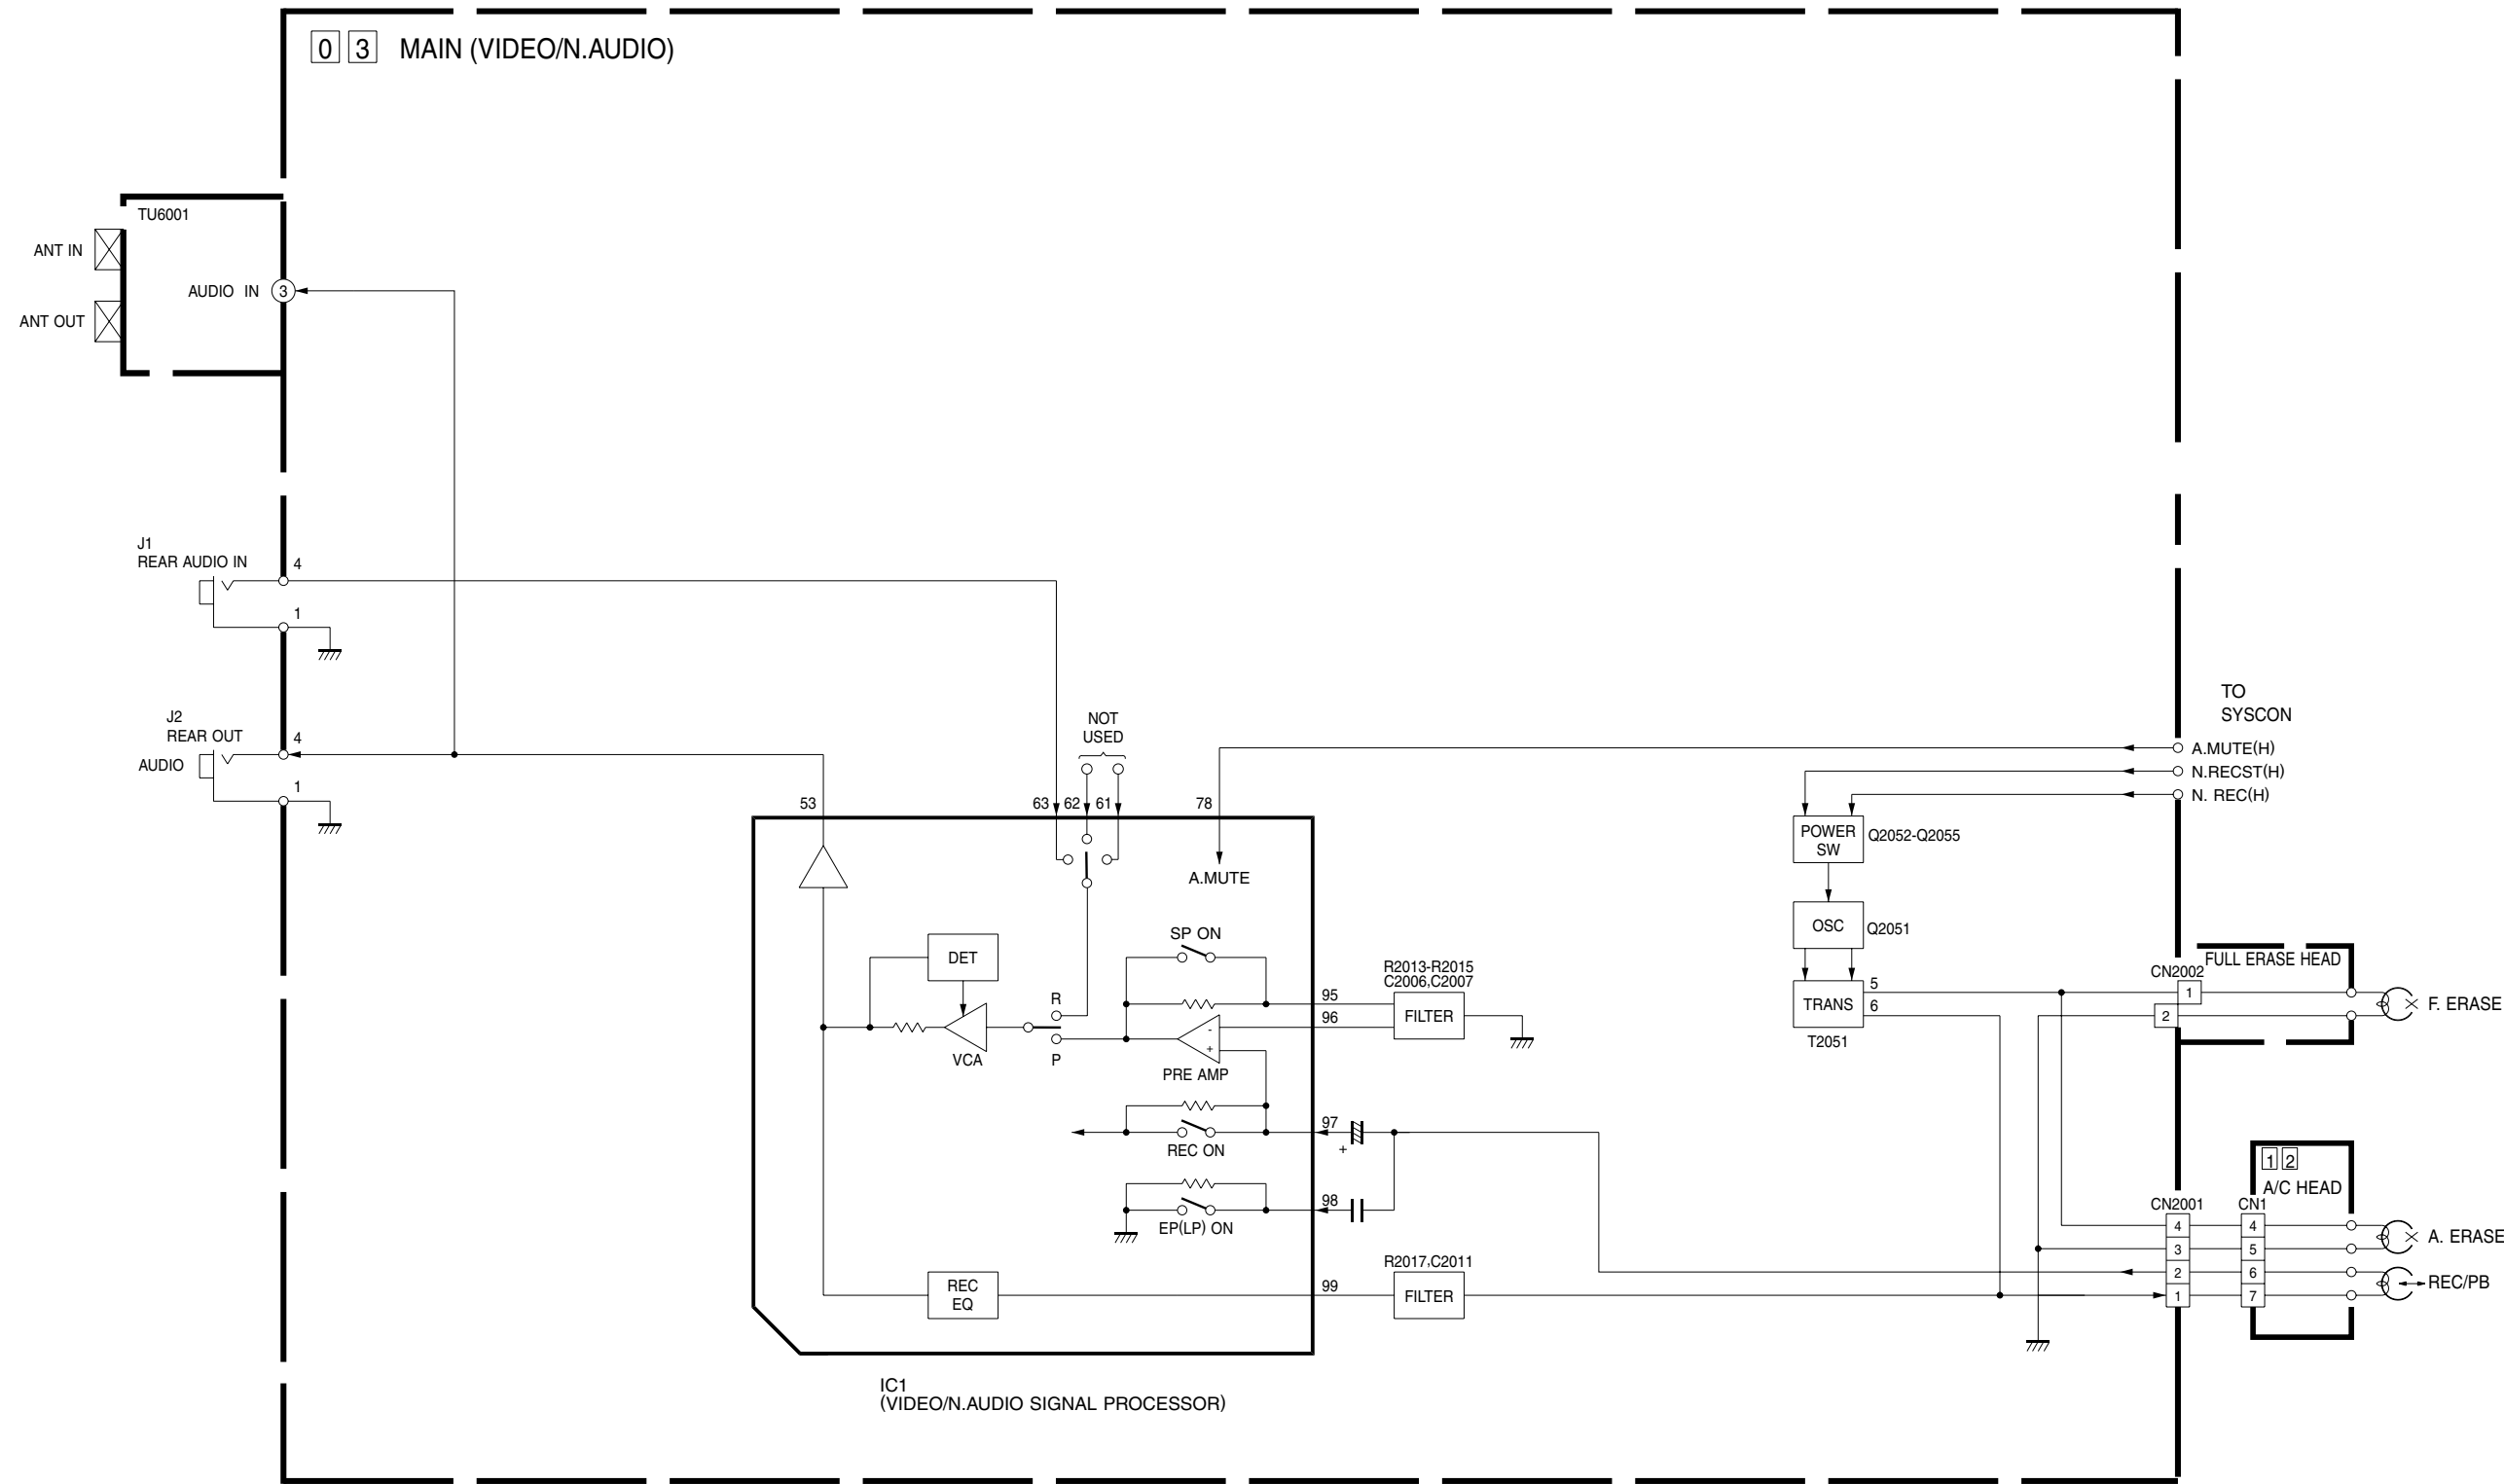 0 3 MAIN (VIDEO/N.AUDIO)
TU6001
ANT IN
AUDIO IN 3
ANT OUT
J1
REAR AUDIO IN
4
1
J2
REAR OUT
AUDIO
4
1
NOT
USED
TO
SYSCON
A.MUTE(H)
N.RECST(H)
N. REC(H)
53
63
62
61
78
A.MUTE
POWER
SW
Q2052-Q2055
OSC
Q2051
TRANS
5
6
T2051
SP ON
DET
R
P
VCA
-
+
PRE AMP
95
96
R2013-R2015
C2006,C2007
FILTER
97
+
REC ON
98
EP(LP) ON
REC
EQ
99
R2017,C2011
FILTER
CN2002
1
2
FULL ERASE HEAD
F. ERASE
1 2
A/C HEAD
CN2001
CN1
4
3
2
1
4
5
6
7
A. ERASE
REC/PB
IC1
(VIDEO/N.AUDIO SIGNAL PROCESSOR)